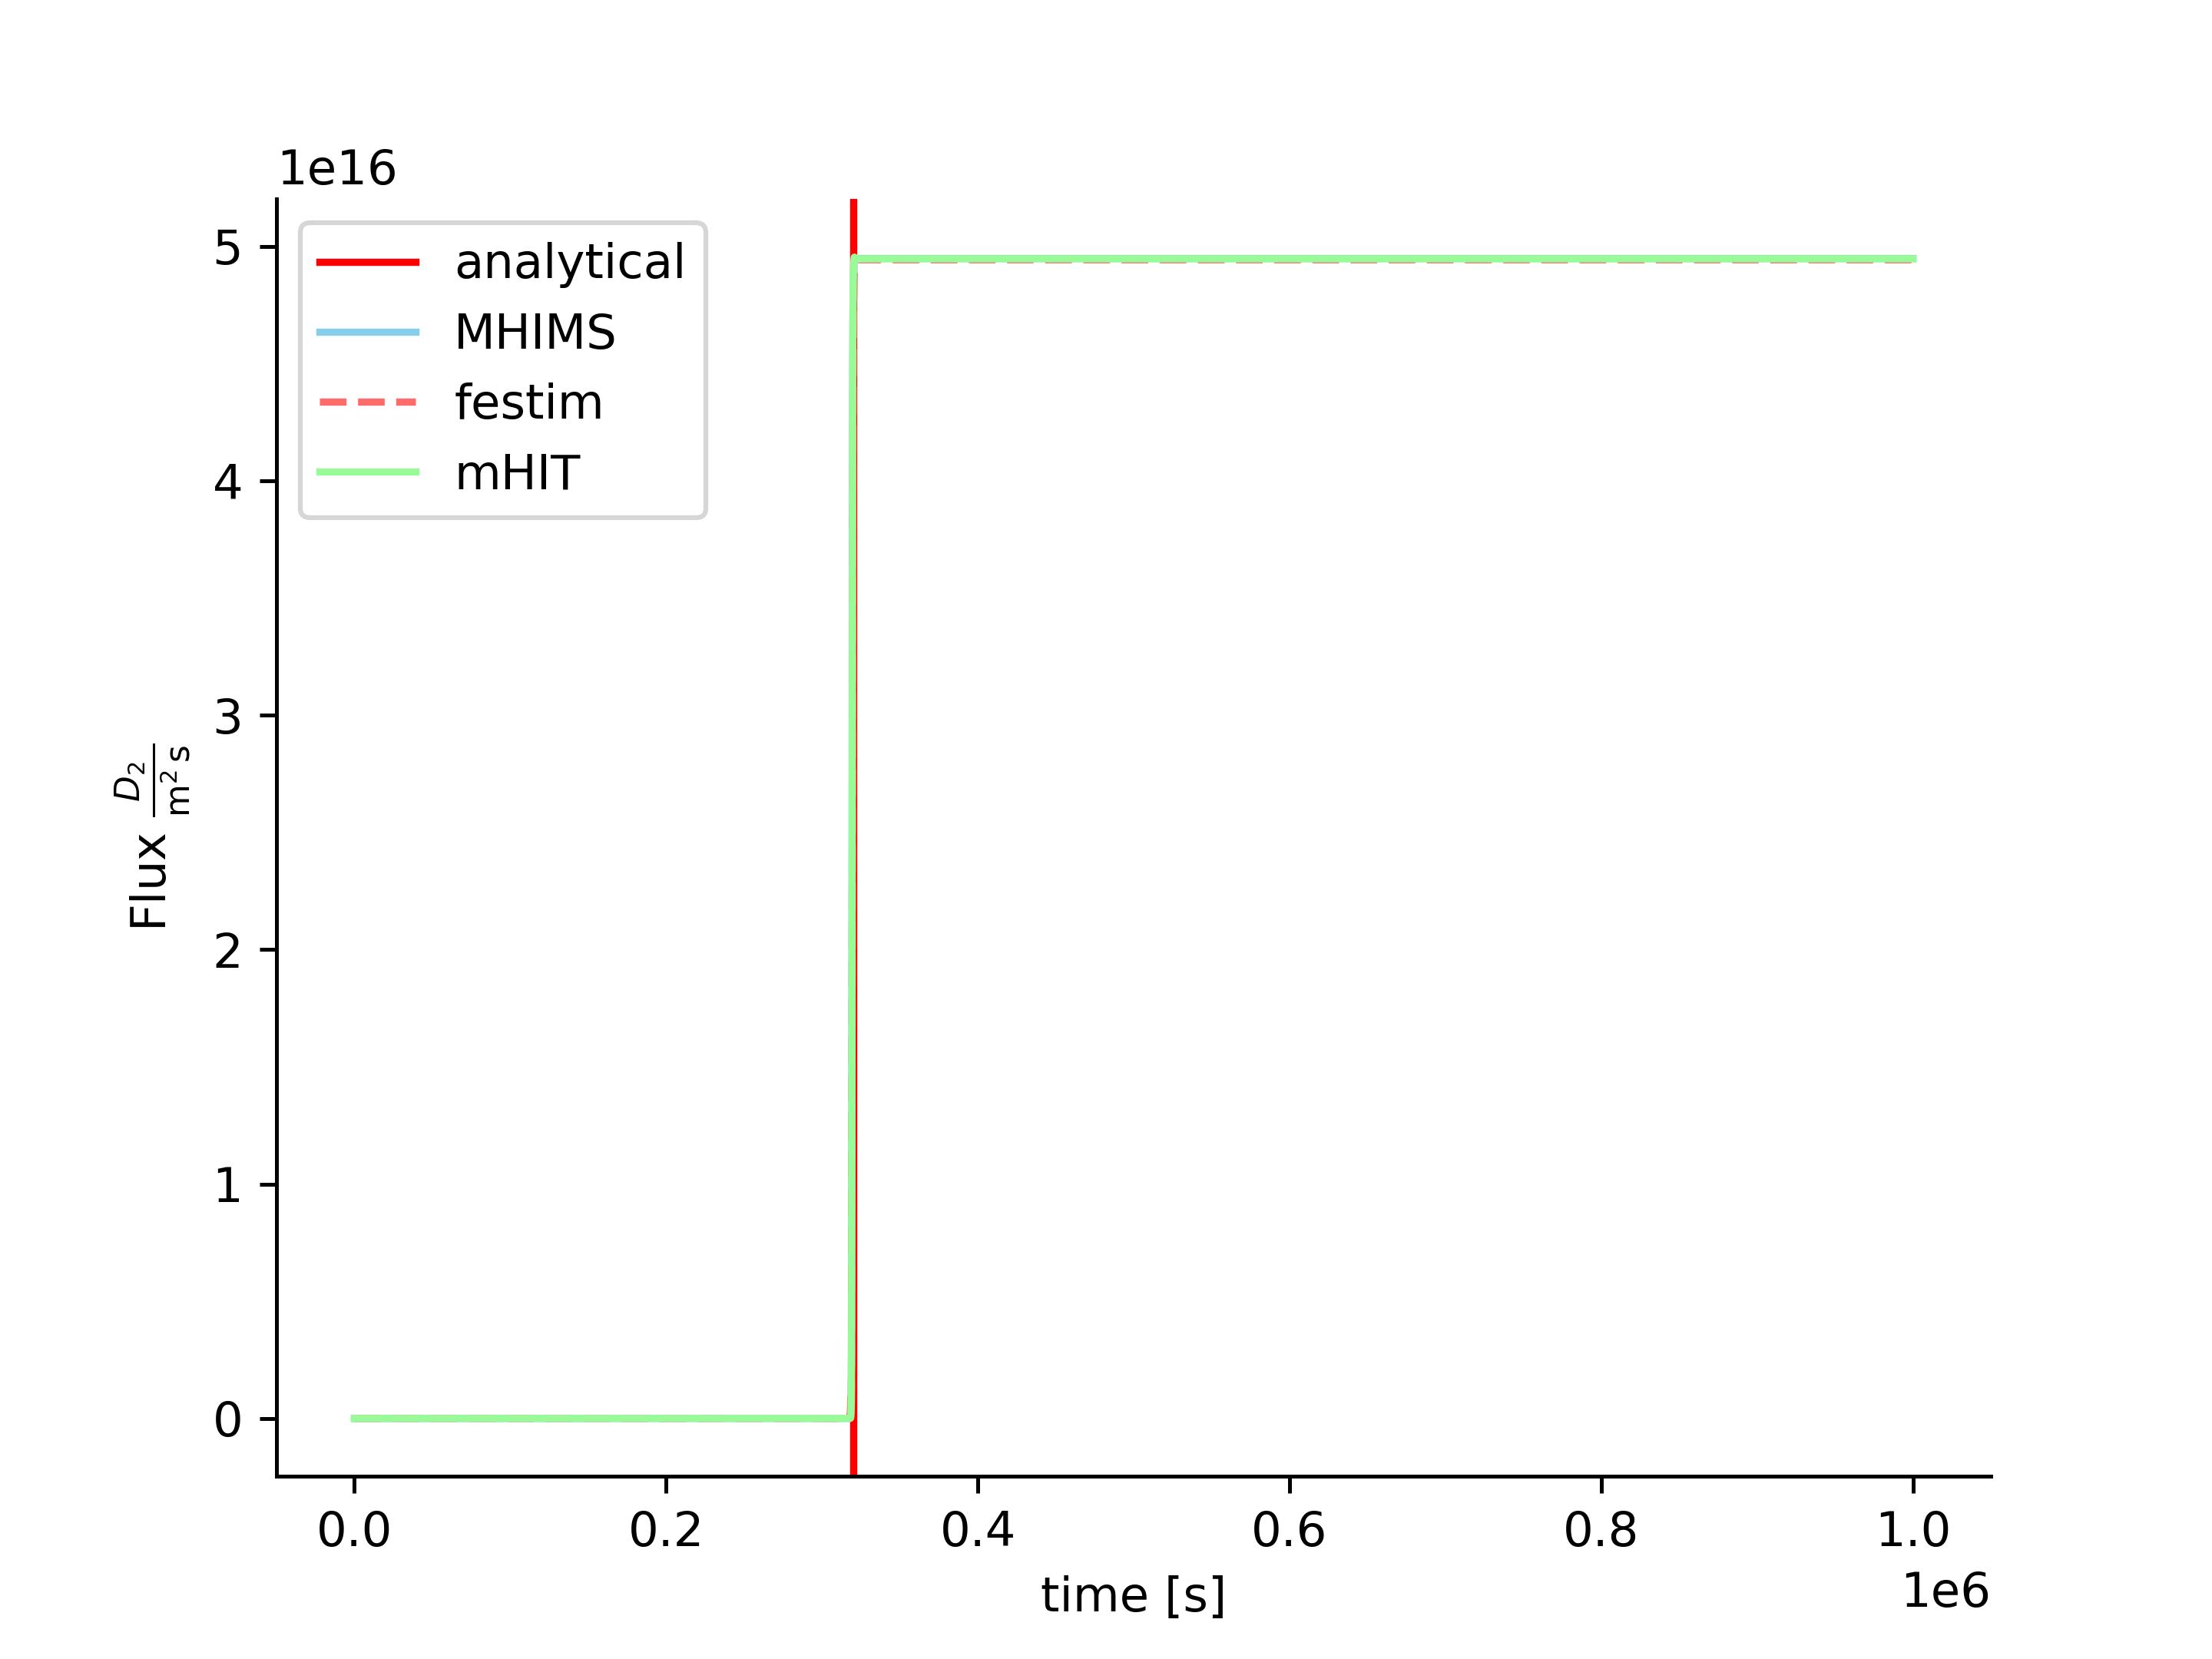 1e16
5
4
3
2
1
0
Flux D₂/m²s
analytical
MHIMS
festim
mHIT
0.0 0.2 0.4 0.6 0.8 1.0
1e6
time [s]